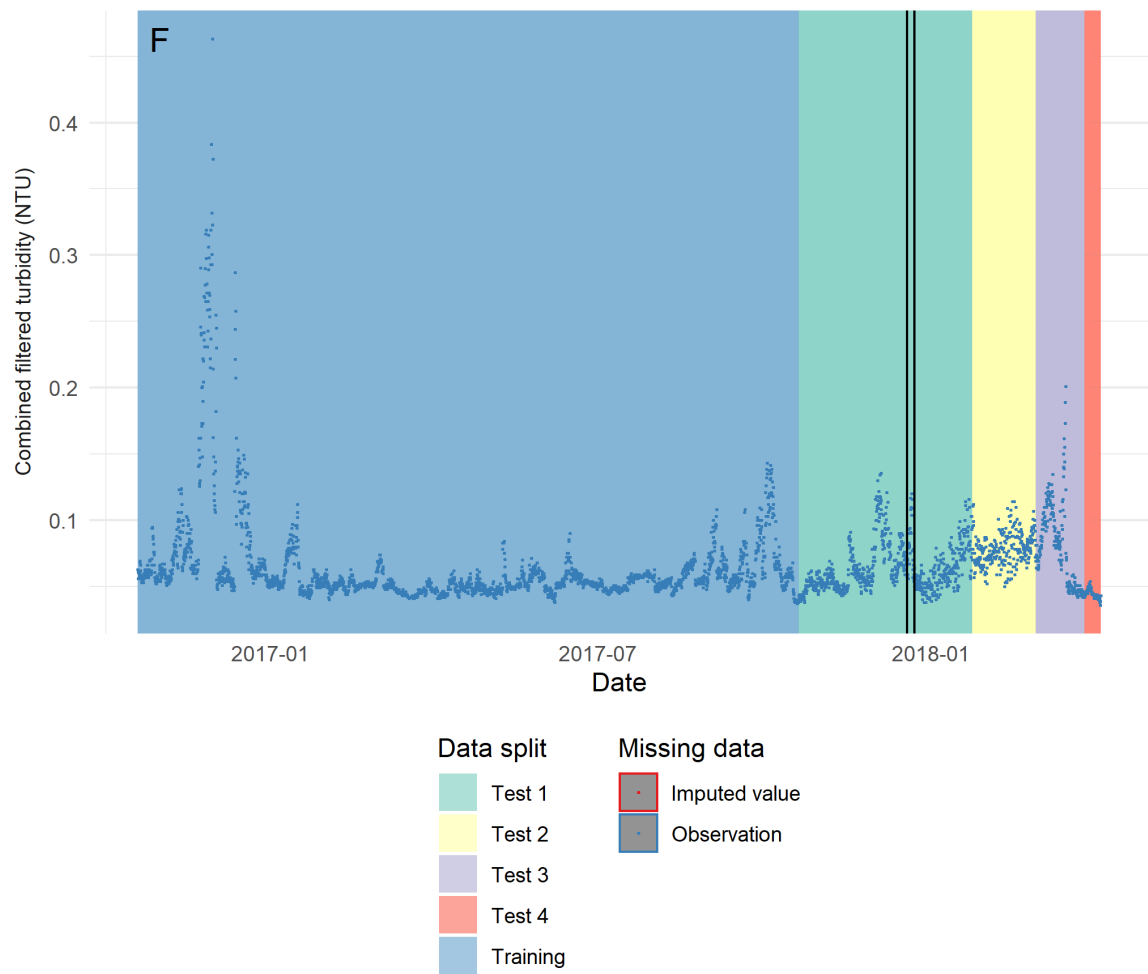 F
Combined filtered turbidity (NTU)
0.4
0.3
0.2
0.1
2017-01 2017-07 2018-01
Date
Data split
Test 1
Test 2
Test 3
Test 4
Training
Missing data
Imputed value
Observation